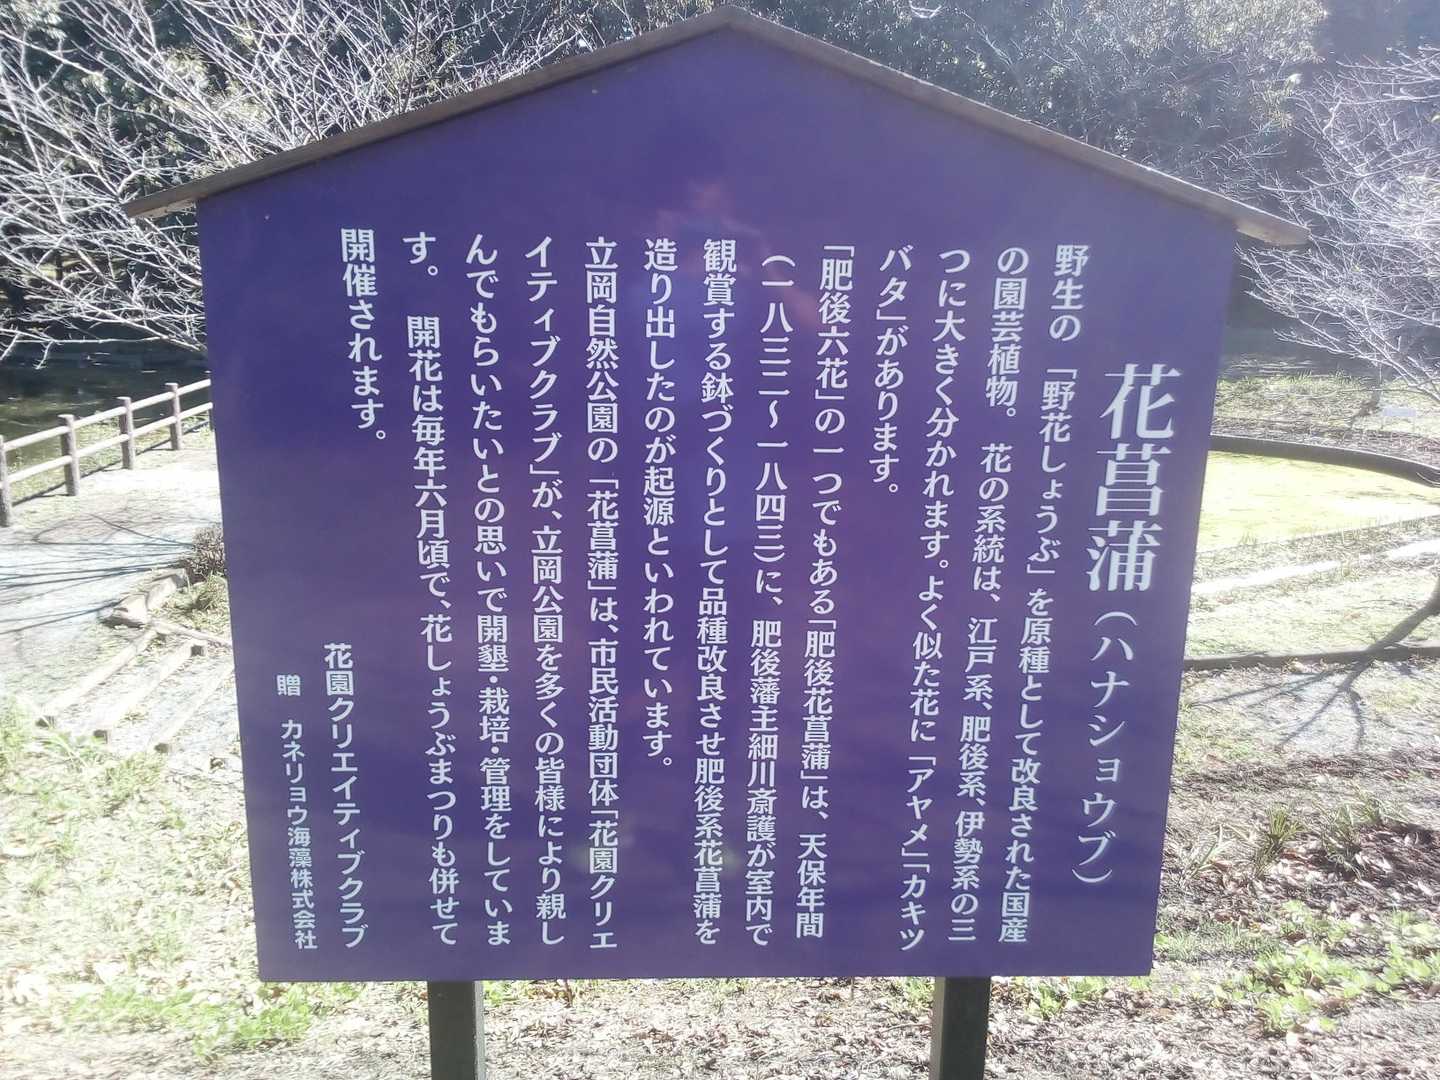 花菖蒲（ハナショウブ）
野生の「野花しょうぶ」を原種として改良された国産
の園芸植物。 花の系統は、江戸系、肥後系、伊勢系の三
つに大きく分かれます。よく似た花に「アヤメ」「カキツ
バタ」があります。
「肥後六花」の一つでもある「肥後花菖蒲」は、天保年間
（一八三二〜一八四三）に、肥後藩主細川斎護が室内で
観賞する鉢づくりとして品種改良させ肥後系花菖蒲を
造り出したのが起源といわれています。
立岡自然公園の「花菖蒲」は、市民活動団体「花園クリエ
イティブクラブ」が、立岡公園を多くの皆様により親し
んでもらいたいとの思いで開墾・栽培・管理をしていま
す。 開花は毎年六月頃で、花しょうぶまつりも併せて
開催されます。
花園クリエイティブクラブ
贈 カネリョウ海藻株式会社